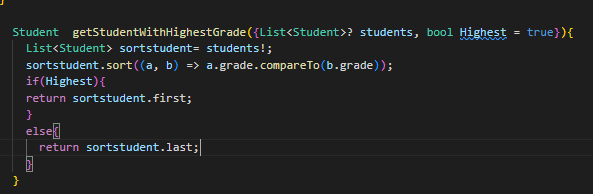 Student  getStudentWithHighestGrade({List<Student>? students, bool Highest = true}){
  List<Student> sortstudent= students!;
  sortstudent.sort((a, b) => a.grade.compareTo(b.grade));
  if(Highest){
  return sortstudent.first;
  }
  else{
    return sortstudent.last;
  }
}